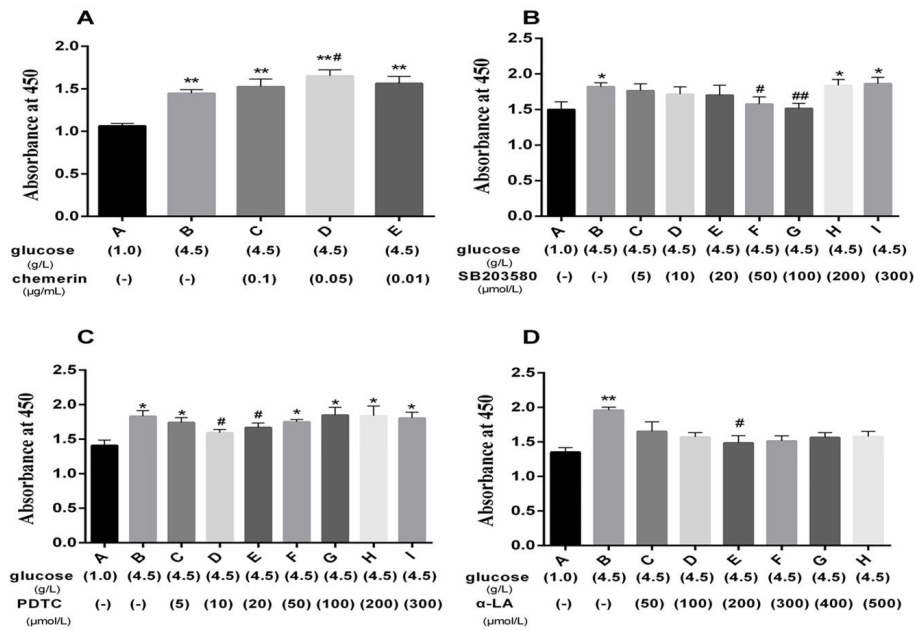 A
Absorbance at 450
2.0
1.5
1.0
0.5
0.0
** ** **# **
A B C D E
glucose (1.0) (4.5) (4.5) (4.5) (4.5)
(g/L)
chemerin (-) (-) (0.1) (0.05) (0.01)
(µg/mL)
B
Absorbance at 450
2.5
2.0
1.5
1.0
0.5
0.0
* # ## * *
A B C D E F G H I
glucose (1.0) (4.5) (4.5) (4.5) (4.5) (4.5) (4.5) (4.5) (4.5)
(g/L)
SB203580 (-) (-) (5) (10) (20) (50) (100) (200) (300)
µmol/L)
C
Absorbance at 450
2.5
2.0
1.5
1.0
0.5
0.0
* * # # * * * *
A B C D E F G H I
glucose (1.0) (4.5) (4.5) (4.5) (4.5) (4.5) (4.5) (4.5) (4.5)
(g/L)
PDTC (-) (-) (5) (10) (20) (50) (100) (200) (300)
µmol/L)
D
Absorbance at 450
2.5
2.0
1.5
1.0
0.5
0.0
** #
A B C D E F G H
glucose (1.0) (4.5) (4.5) (4.5) (4.5) (4.5) (4.5) (4.5)
(g/L)
α-LA (-) (-) (50) (100) (200) (300) (400) (500)
µmol/L)